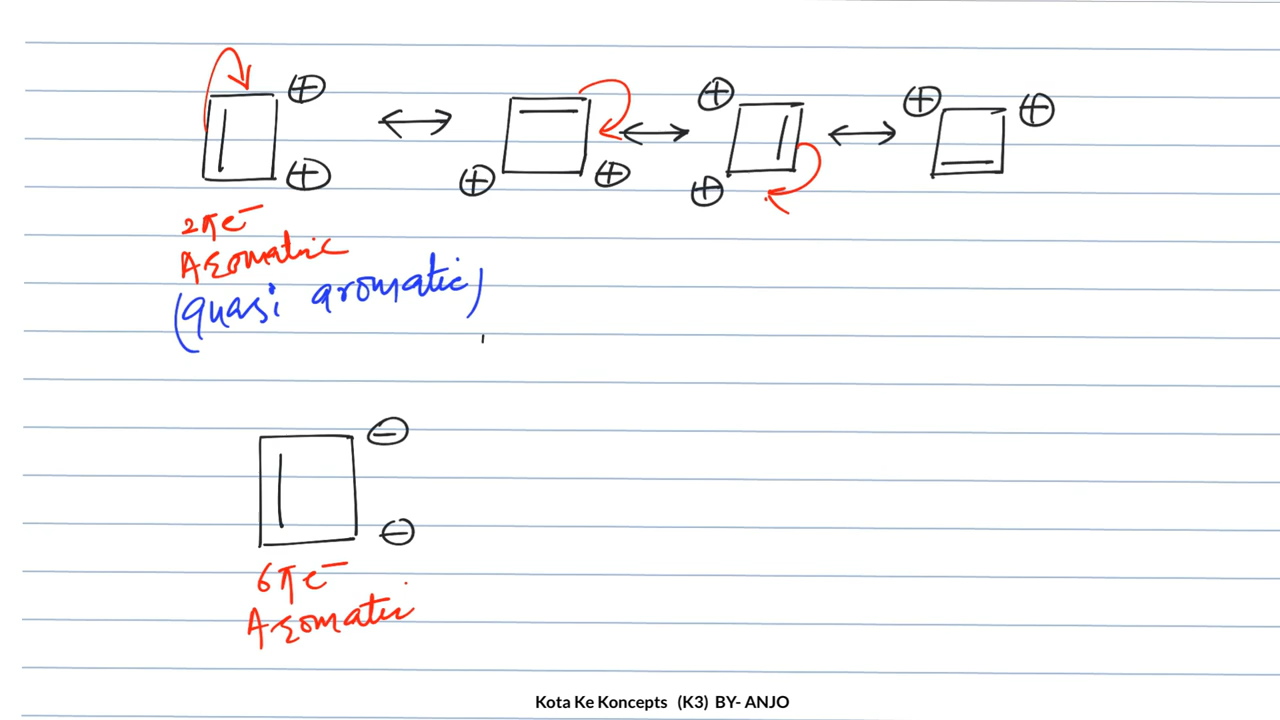 ⊕
⊕
⊕ ⊕
⊕
⊕
⊕ ⊕
2πe⁻
Aromatic
(quasi aromatic)
⊖
⊖
6πe⁻
Aromatic
Kota Ke Koncepts (K3) BY- ANJO